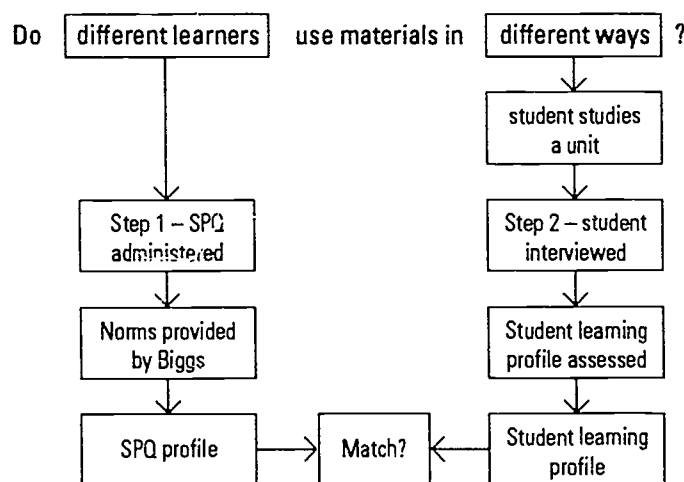 Do different learners use materials in different ways ?
student studies
a unit
Step 1 – SPQ
administered
Step 2 – student
interviewed
Norms provided
by Biggs
Student learning
profile assessed
SPQ profile
Match?
Student learning
profile